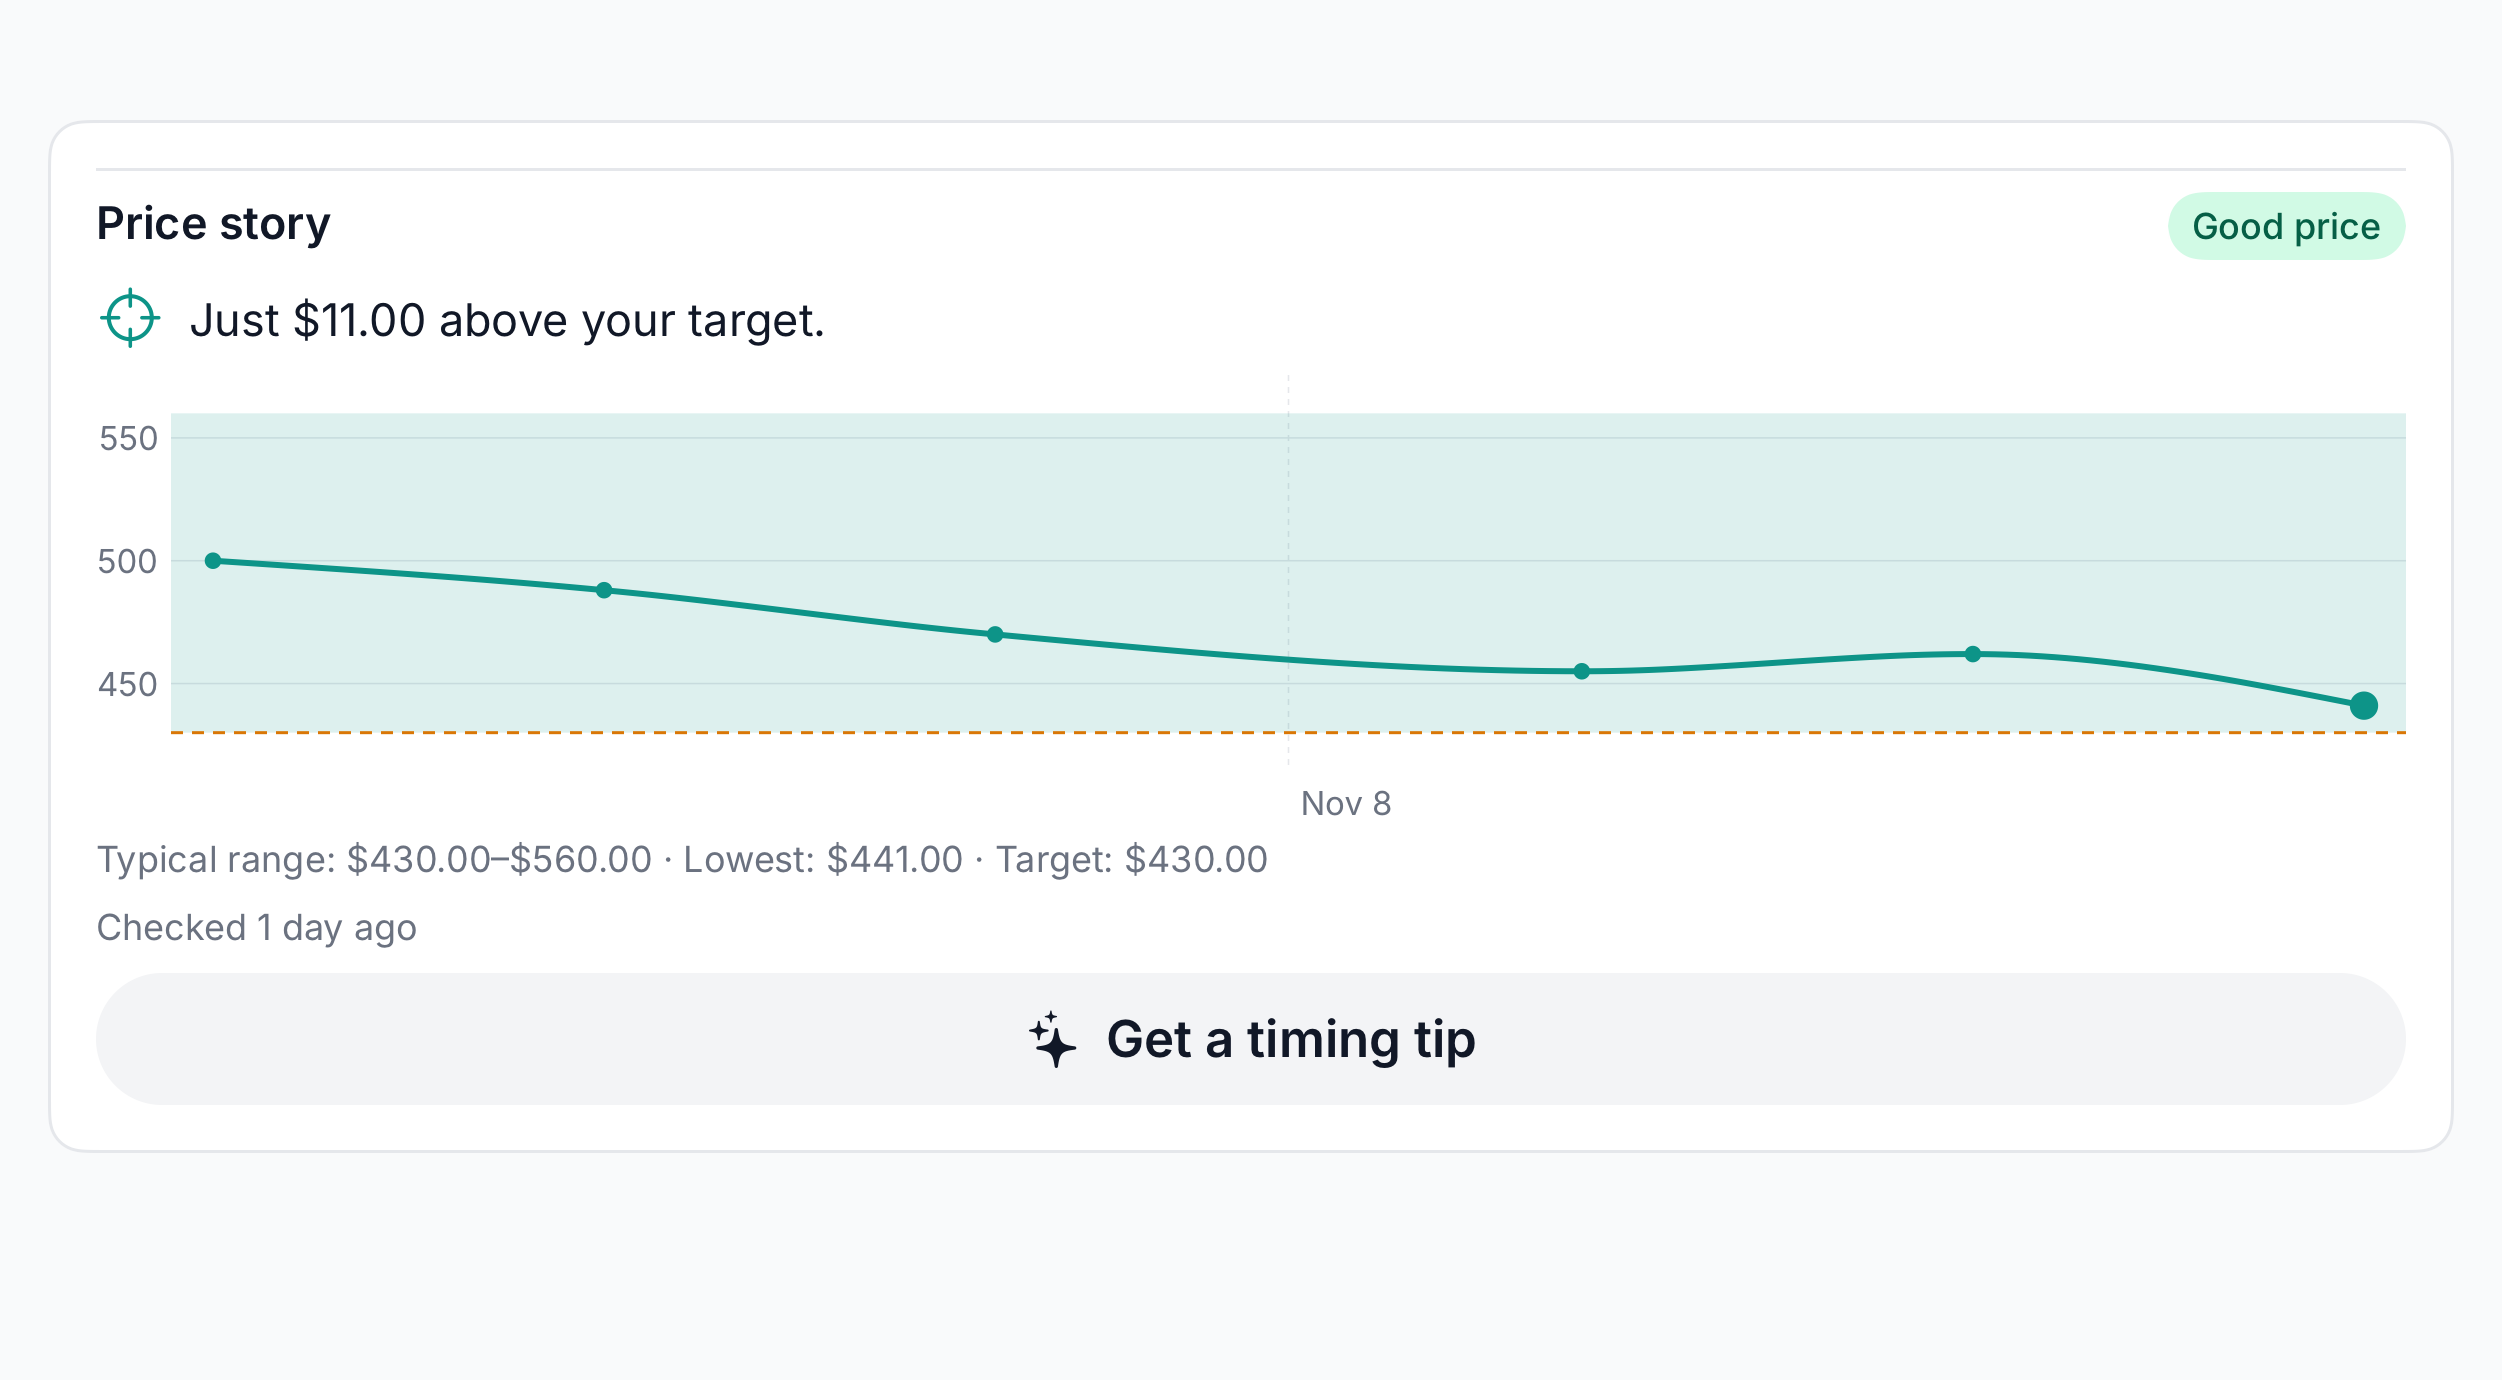 Price story
Good price
Just $11.00 above your target.
550
500
450
Nov 8
Typical range: $430.00–$560.00 · Lowest: $441.00 · Target: $430.00
Checked 1 day ago
Get a timing tip